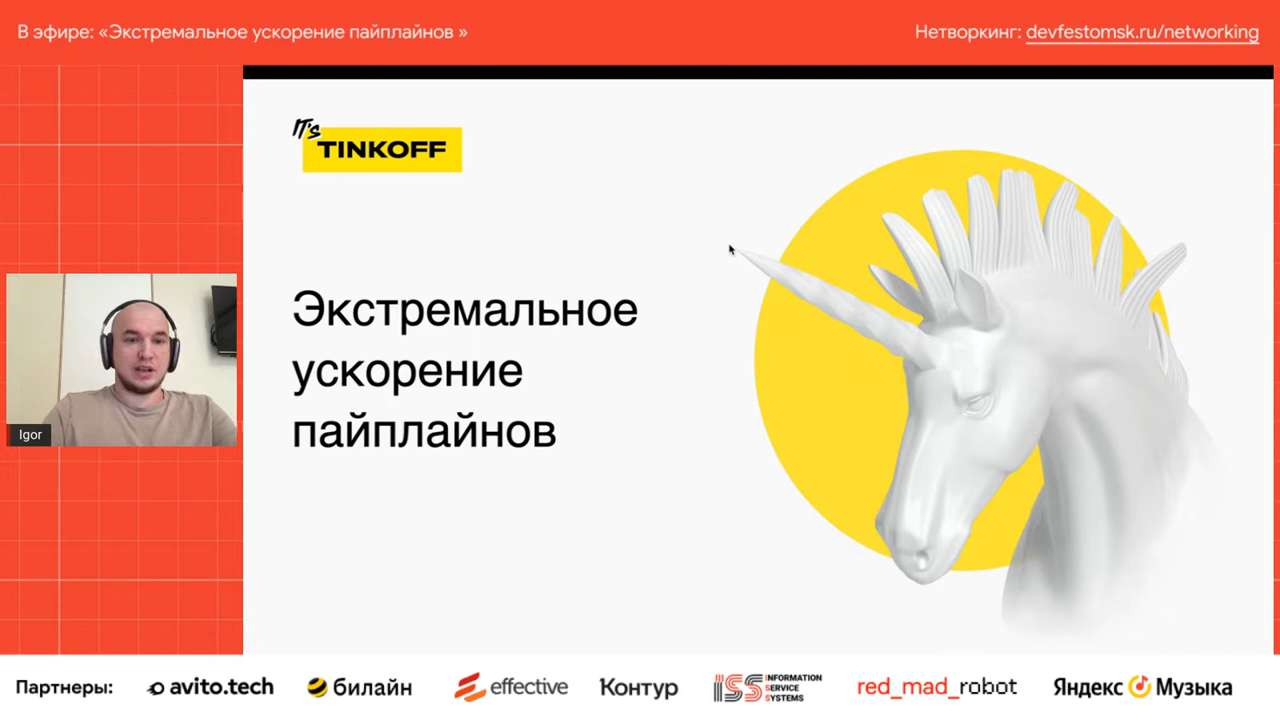 В эфире: «Экстремальное ускорение пайплайнов »
Нетворкинг: devfestomsk.ru/networking
IT's
TINKOFF
Экстремальное
ускорение
пайплайнов
Igor
Партнеры:
avito.tech
билайн
effective
Контур
ISS INFORMATION
SERVICE
SYSTEMS
red_mad_robot
Яндекс Музыка